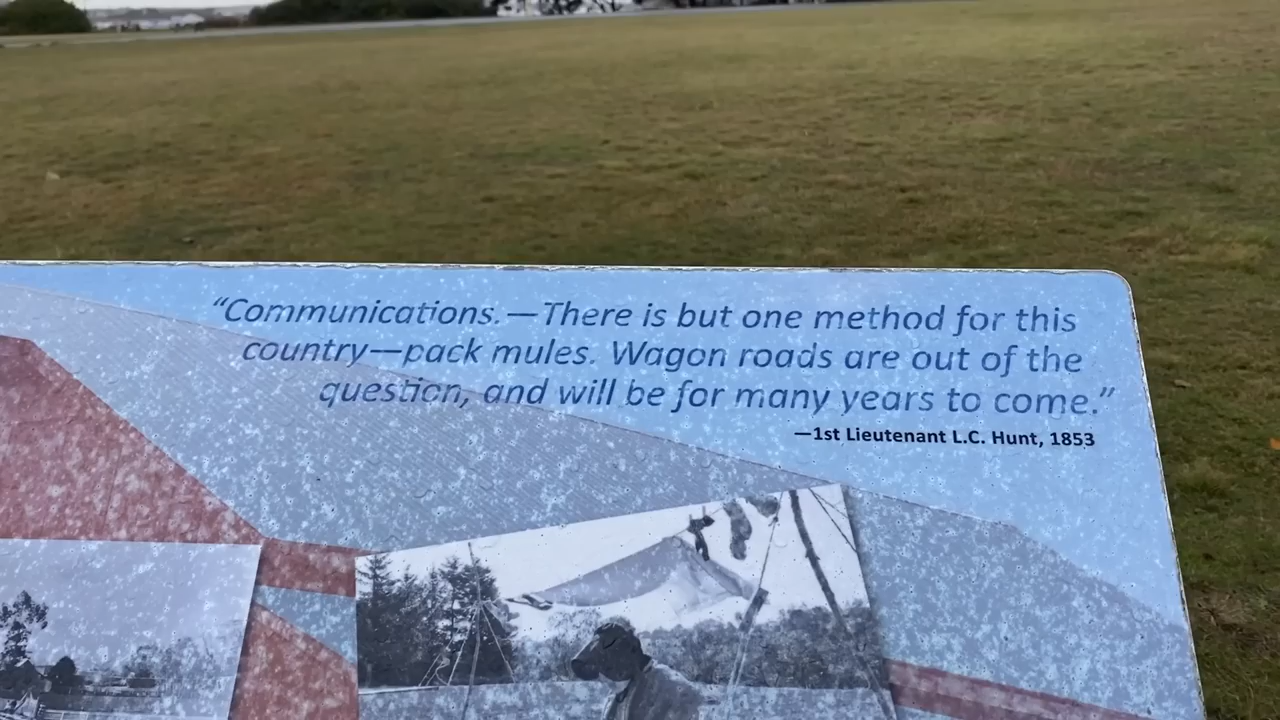 “Communications.—There is but one method for this
country—pack mules. Wagon roads are out of the
question, and will be for many years to come.”
—1st Lieutenant L.C. Hunt, 1853